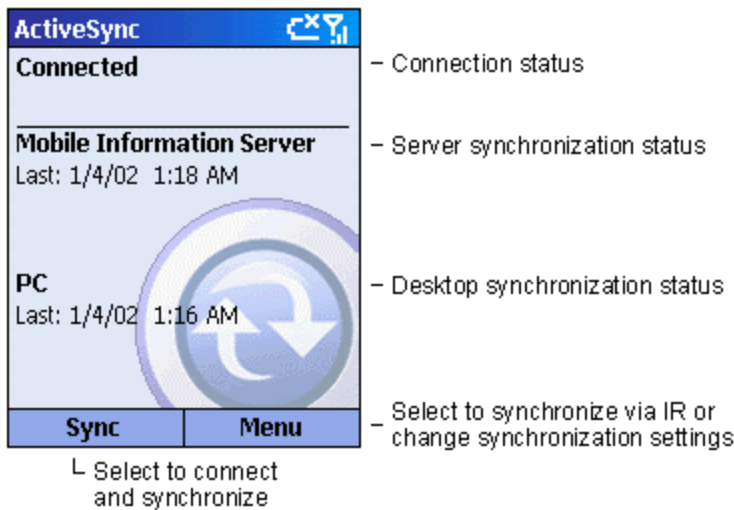 ActiveSync
Connected
– Connection status
Mobile Information Server
– Server synchronization status
Last: 1/4/02 1:18 AM
PC
– Desktop synchronization status
Last: 1/4/02 1:16 AM
Sync
Menu
– Select to synchronize via IR or
change synchronization settings
Select to connect
and synchronize